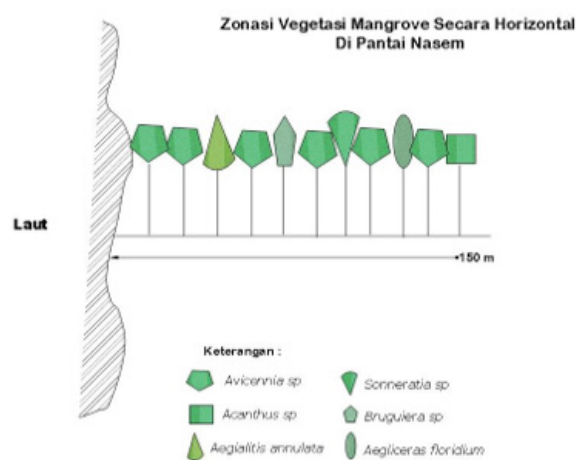 Zonasi Vegetasi Mangrove Secara Horizontal
Di Pantai Nasem
Laut
150 m
Keterangan :
Avicennia sp
Acanthus sp
Aegialitis annulata
Sonneratia sp
Bruguiera sp
Aegliceras floridium